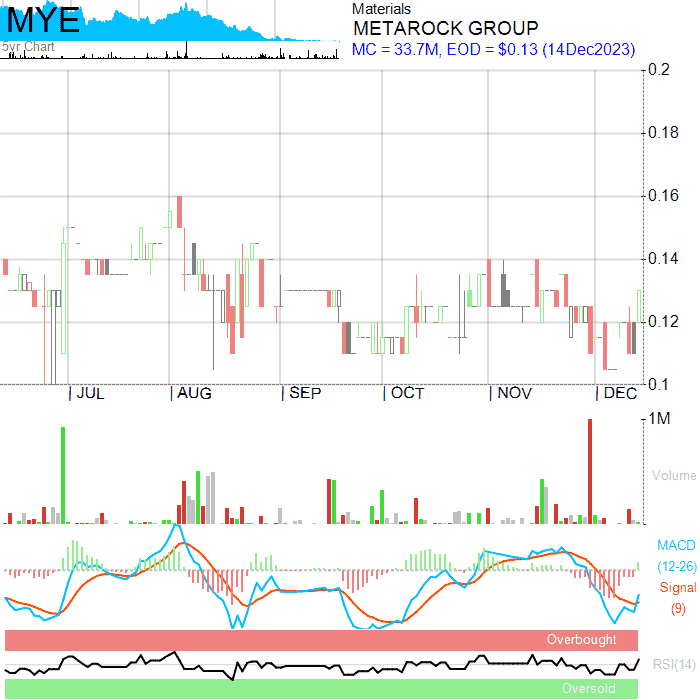 MYE
5yr Chart
Materials
METAROCK GROUP
MC = 33.7M, EOD = $0.13 (14Dec2023)
0.2
0.18
0.16
0.14
0.12
0.1
JUL AUG SEP OCT NOV DEC
1M
Volume
MACD
(12-26)
Signal
(9)
Overbought
RSI(14)
Oversold